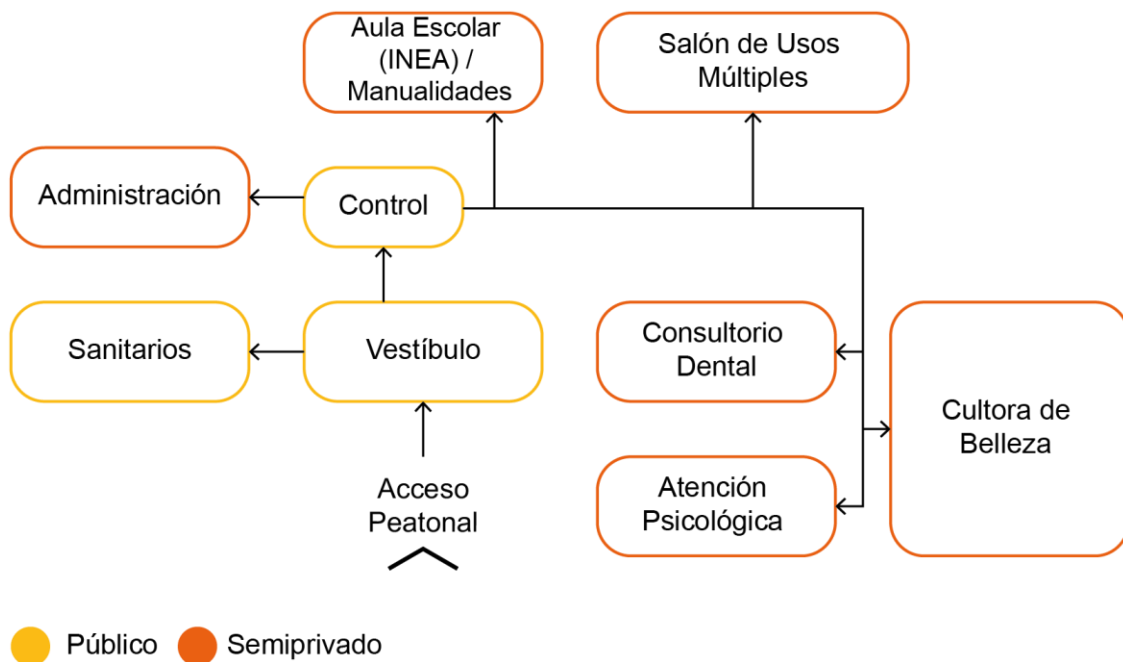 Aula Escolar
(INEA) /
Manualidades
Salón de Usos
Múltiples
Administración
Control
Sanitarios
Vestíbulo
Consultorio
Dental
Cultora de
Belleza
Atención
Psicológica
Acceso
Peatonal
Público
Semiprivado